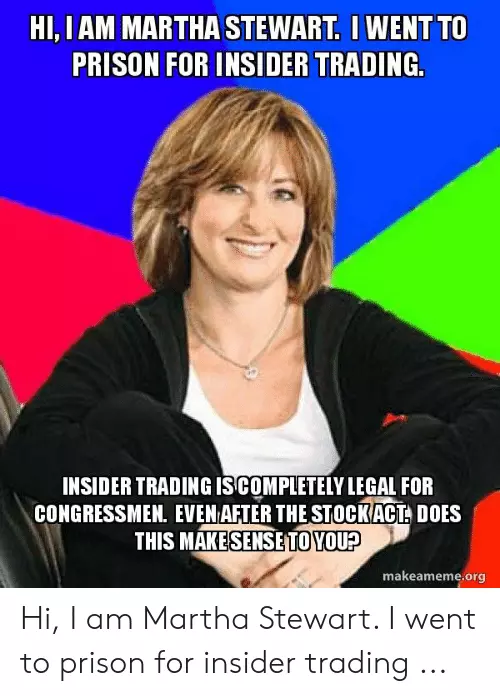 HI, I AM MARTHA STEWART. I WENT TO
PRISON FOR INSIDER TRADING.
INSIDER TRADING IS COMPLETELY LEGAL FOR
CONGRESSMEN. EVEN AFTER THE STOCK ACT. DOES
THIS MAKE SENSE TO YOU?
makeameme.org
Hi, I am Martha Stewart. I went
to prison for insider trading ...